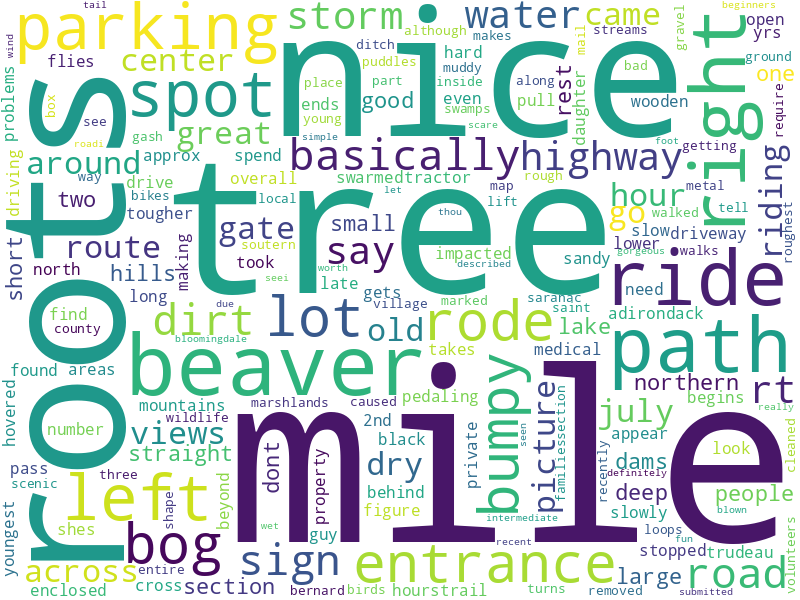 tail
wind
parking
nice
storm
water
came
beginners
open
yrs
ground
flies
center
ditch
although
makes
streams
puddles
hard
muddy
mail
gravel
bad
one
problems
box
see
spot
place
part
inside
along
young
good
even
swamps
rest
daughter
pull
wooden
right
require
roots
great
gash
ends
simple
scare
foot
getting
around
roadi
approx
spend
basically
highway
driving
way
drive
overall
swarmedtractor
map
rough
metal
two
bikes
local
let
thou
lift
hour
go
walked
tell
riding
roughest
tougher
tree
gate
small
say
impacted
sandy
slow
driveway
lower
walks
short
route
making
took
soutern
seei
worth
described
gorgeous
north
hills
late
gets
village
saranac
need
ride
long
due
marked
saint
adirondack
find
county
dirt
lot
old
rode
lake
bloomingdale
takes
medical
path
found
areas
beaver
northern
rt
mountains
marshlands
caused
pedaling
bumpy
picture
familiessection
july
begins
really
hovered
number
wildlife
2nd
private
seen
appear
views
dont
black
mile
dams
look
cleaned
straight
property
dry
recently
pass
three
behind
definitely
deep
people
scenic
left
shape
beyond
figure
intermediate
slowly
blown
shes
wet
guy
recent
loops
fun
youngest
bog
sign
entrance
stopped
trudeau
volunteers
across
entire
large
road
enclosed
cross
section
bernard
birds
hourstrail
turns
removed
submitted